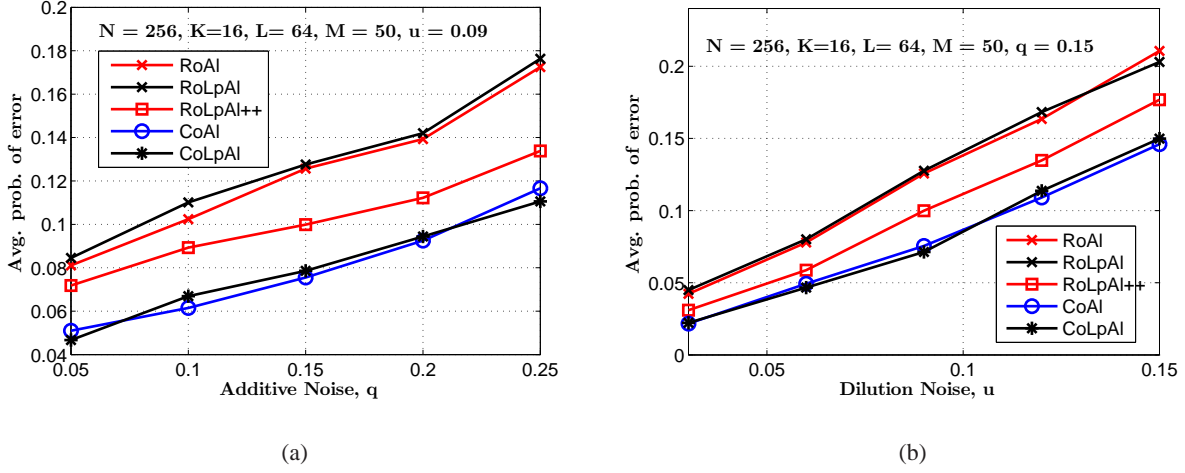 N = 256, K=16, L= 64, M = 50, u = 0.09
RoAl
RoLpAl
RoLpAl++
CoAl
CoLpAl
Avg. prob. of error
0.2
0.18
0.16
0.14
0.12
0.1
0.08
0.06
0.04
0.05
0.1
0.15
0.2
0.25
Additive Noise, q
(a)
N = 256, K=16, L= 64, M = 50, q = 0.15
RoAl
RoLpAl
RoLpAl++
CoAl
CoLpAl
Avg. prob. of error
0.2
0.15
0.1
0.05
0
0.05
0.1
0.15
Dilution Noise, u
(b)